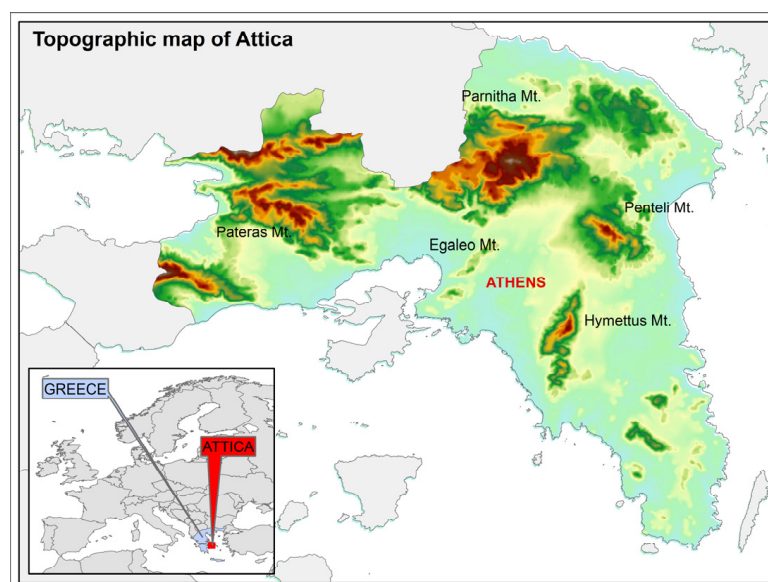 Topographic map of Attica
Parnitha Mt.
Penteli Mt.
Pateras Mt.
Egaleo Mt.
ATHENS
Hymettus Mt.
GREECE
ATTICA